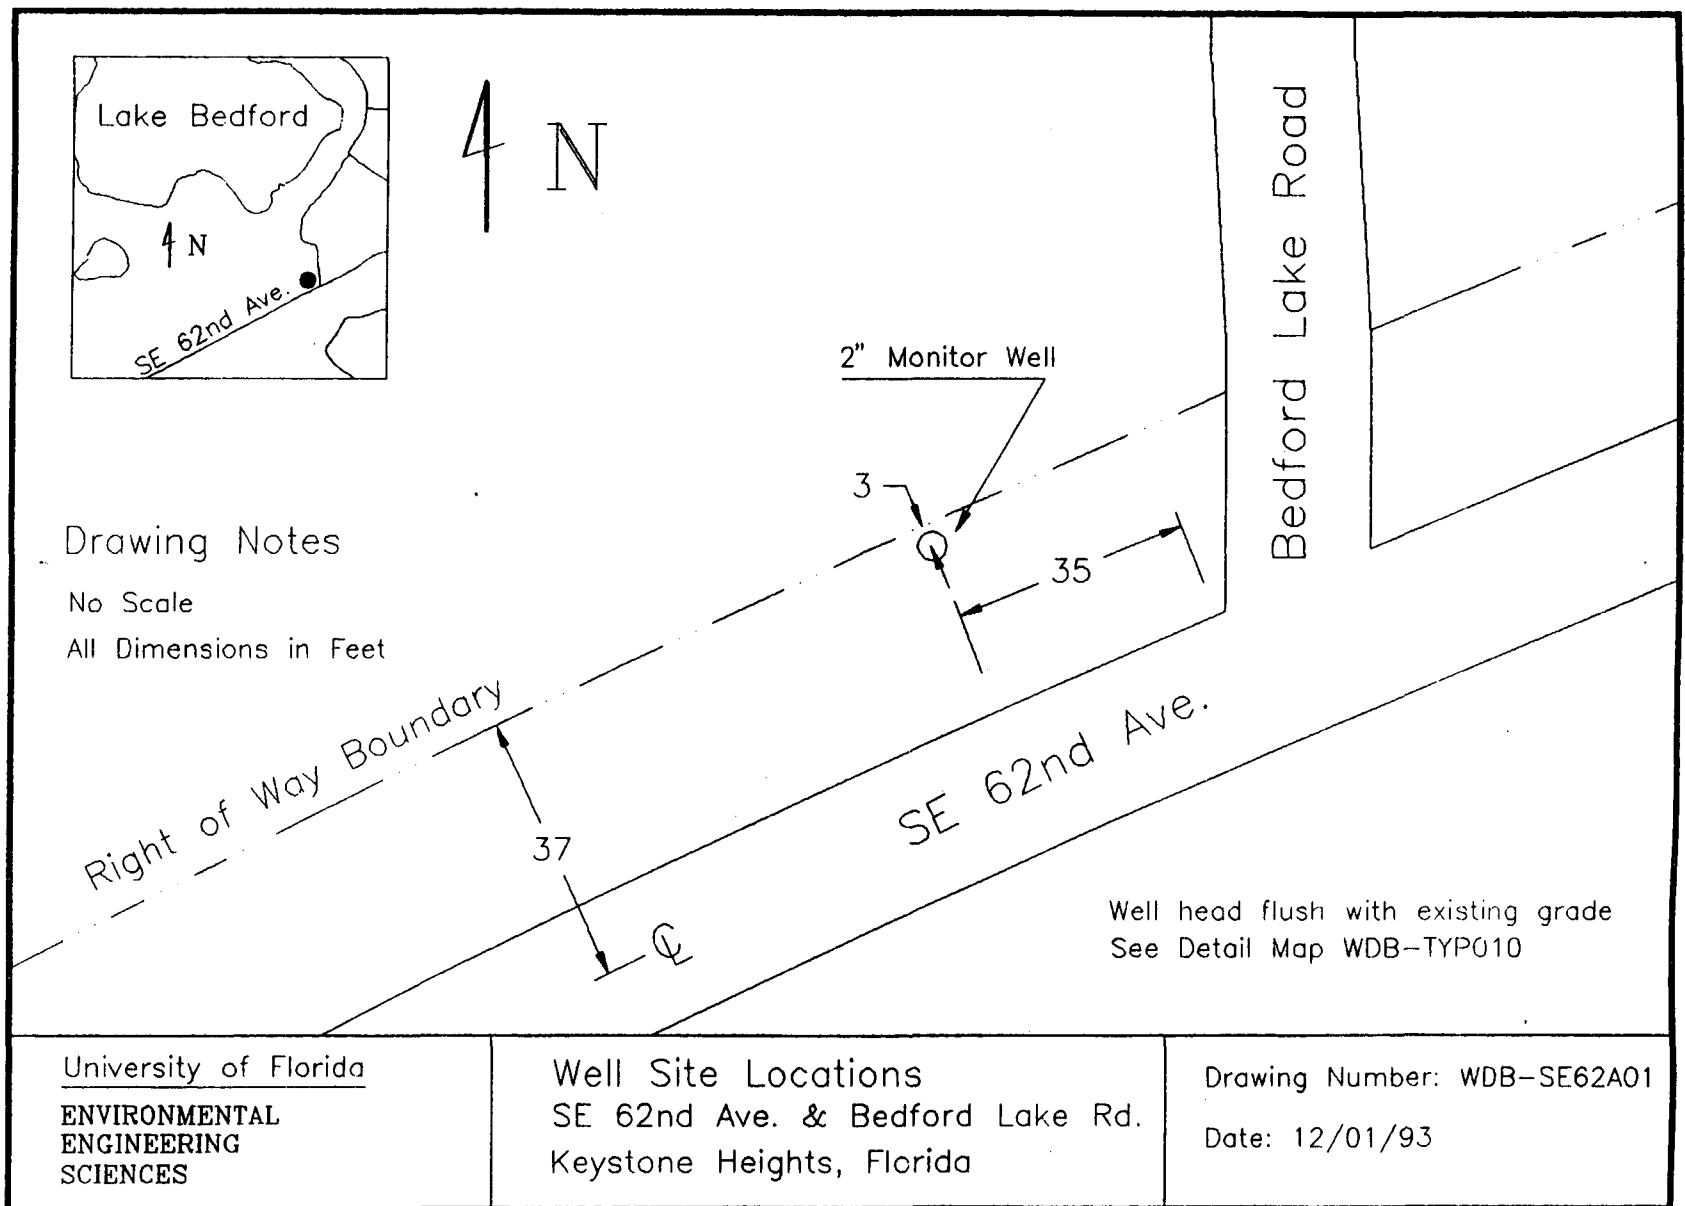 Lake Bedford
N
SE 62nd Ave.
N
Bedford Lake Road
2" Monitor Well
3
35
Drawing Notes
No Scale
All Dimensions in Feet
Right of Way Boundary
37
℄
SE 62nd Ave.
Well head flush with existing grade
See Detail Map WDB-TYP010
University of Florida
ENVIRONMENTAL
ENGINEERING
SCIENCES
Well Site Locations
SE 62nd Ave. & Bedford Lake Rd.
Keystone Heights, Florida
Drawing Number: WDB-SE62A01
Date: 12/01/93